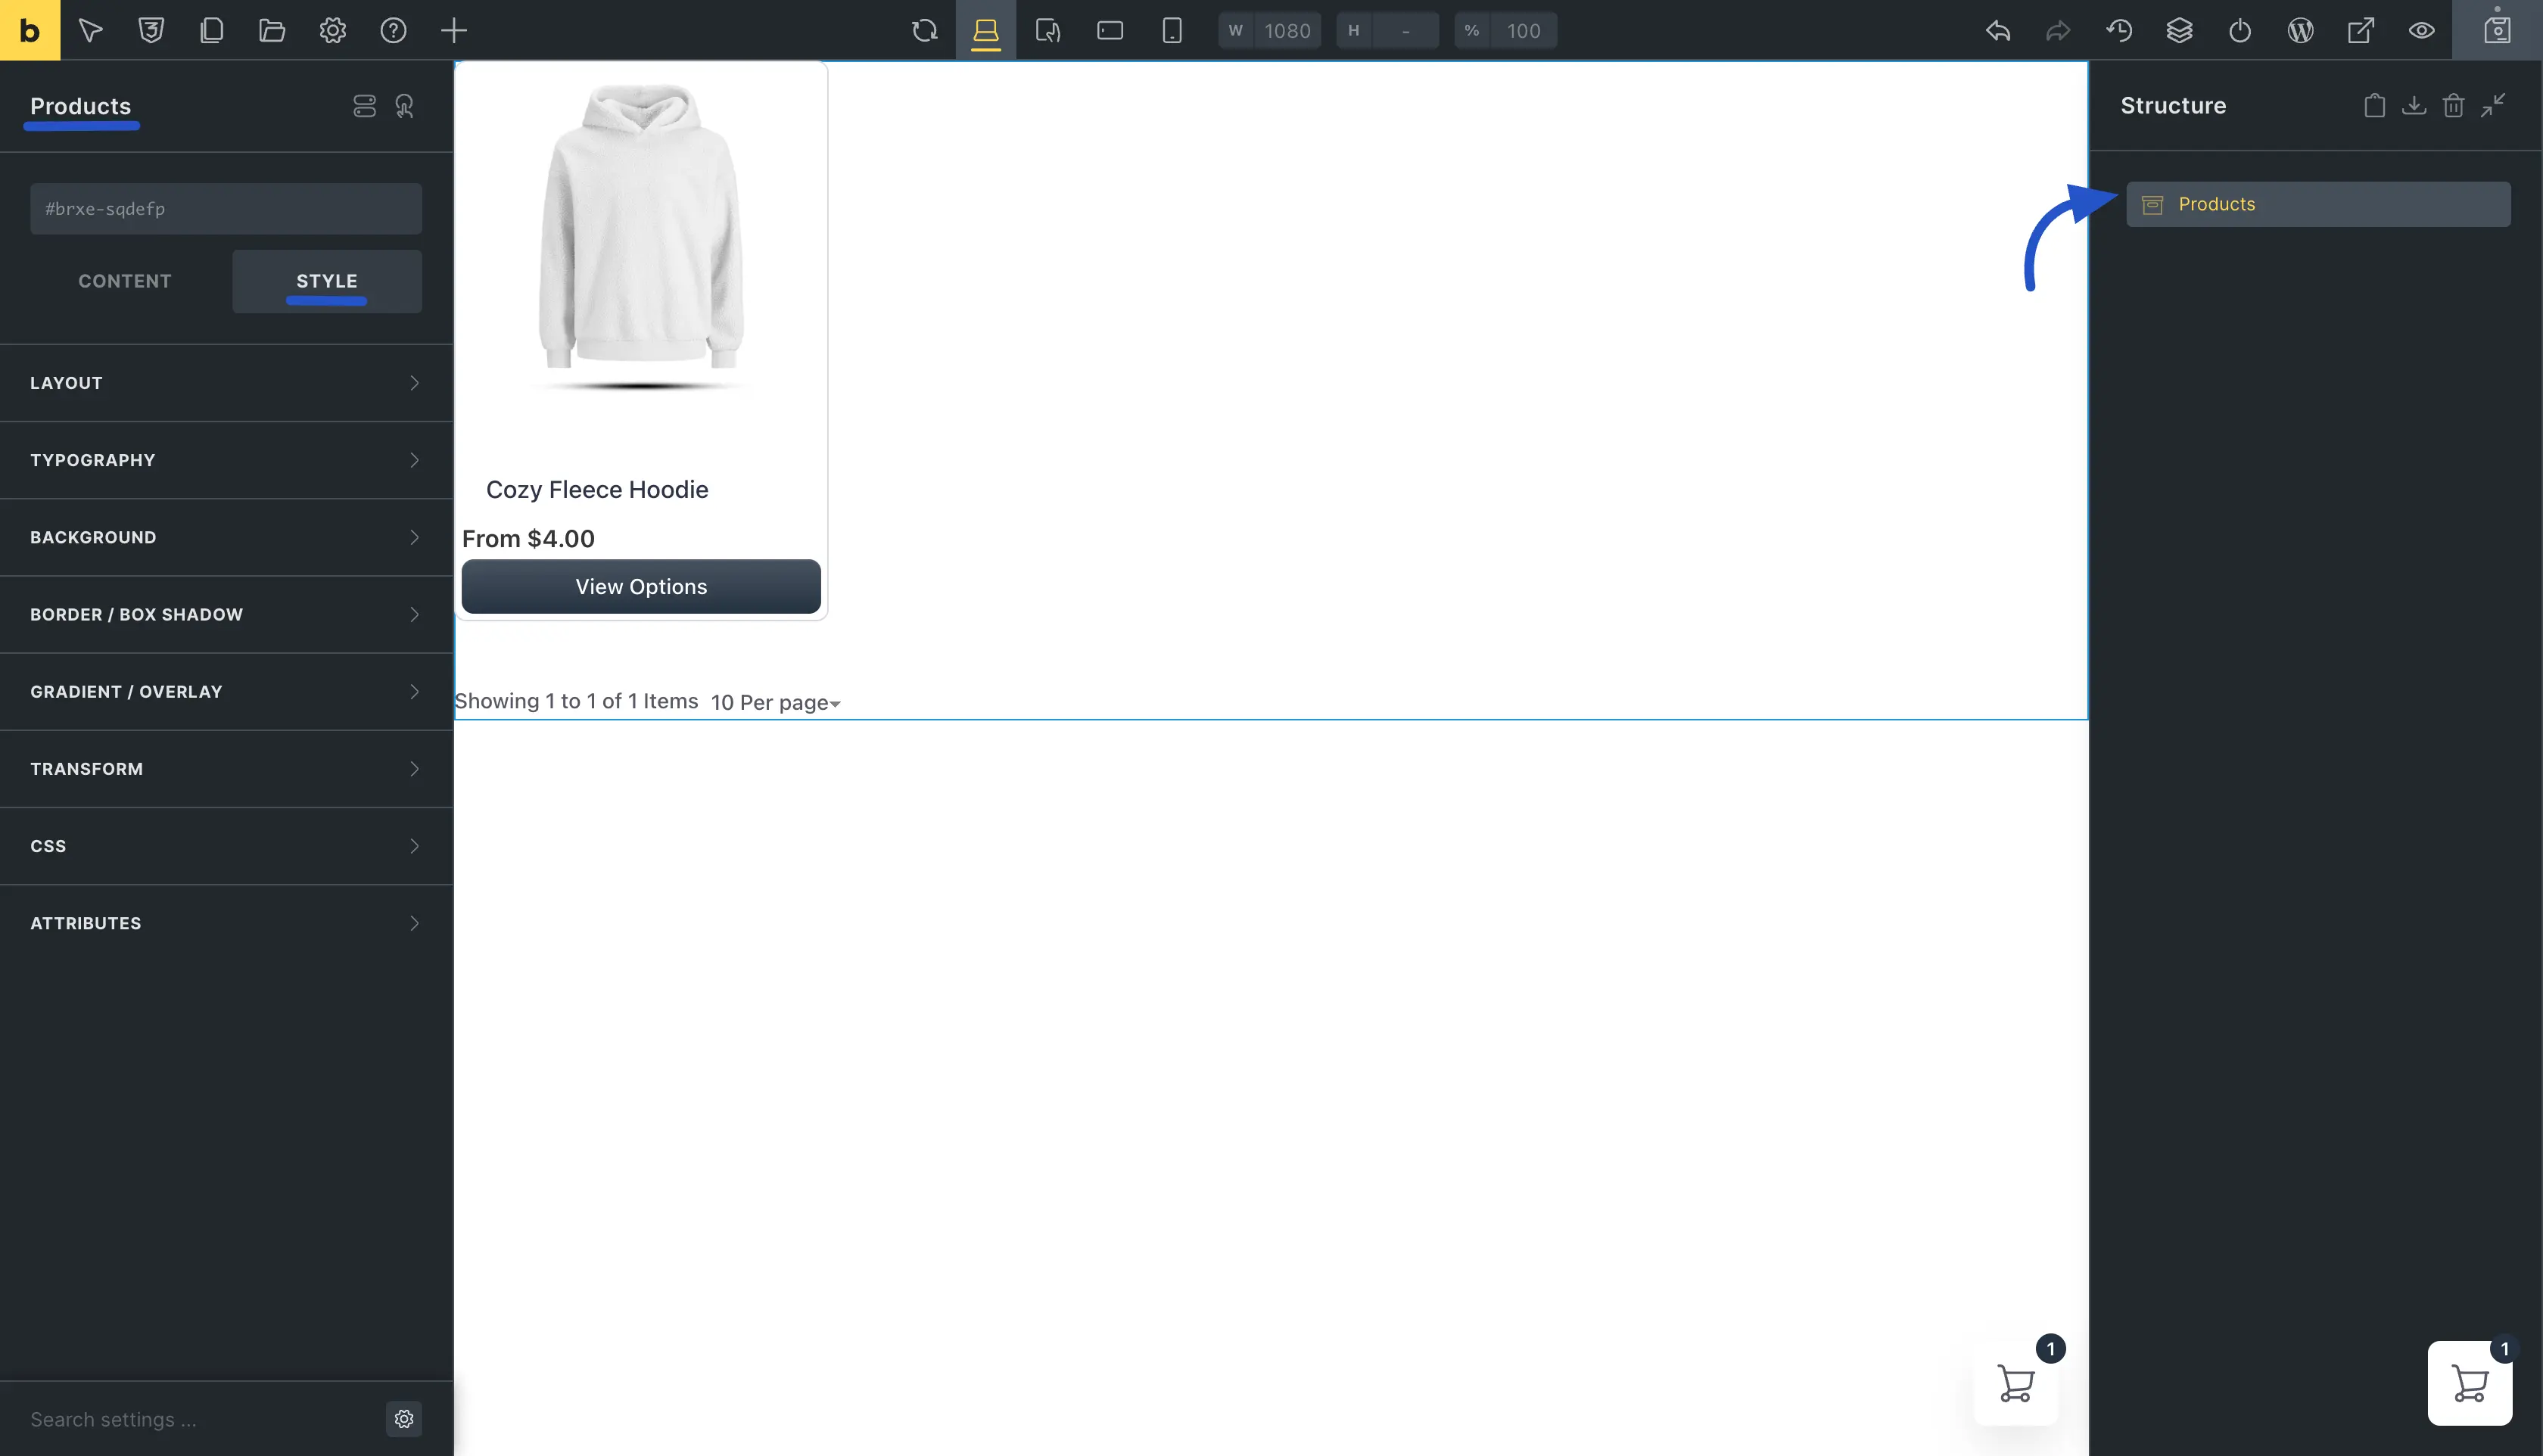 b
W 1080 H - % 100
Products
#brxe-sqdefp
CONTENT STYLE
LAYOUT
TYPOGRAPHY
BACKGROUND
BORDER / BOX SHADOW
GRADIENT / OVERLAY
TRANSFORM
CSS
ATTRIBUTES
Search settings ...
Cozy Fleece Hoodie
From $4.00
View Options
Showing 1 to 1 of 1 Items 10 Per page
1
Structure
Products
1